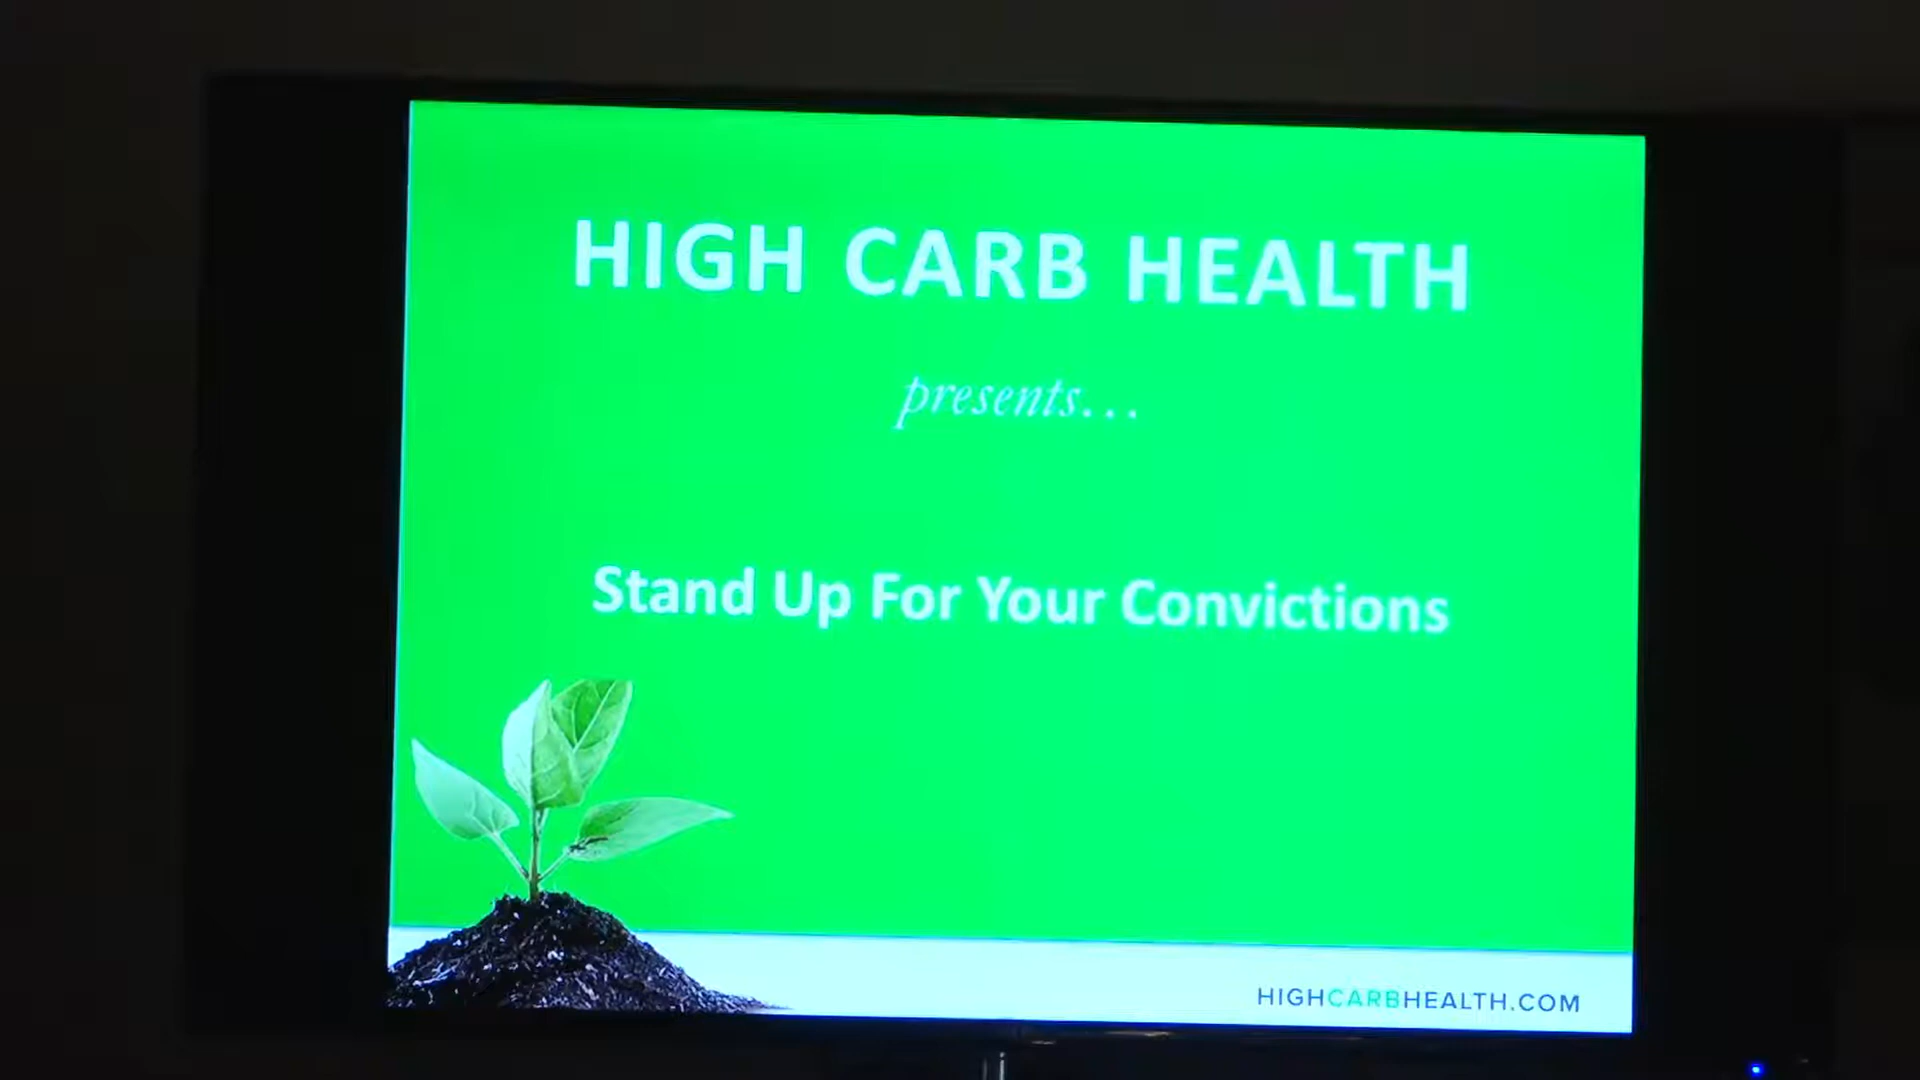 HIGH CARB HEALTH
presents...
Stand Up For Your Convictions
HIGHCARBHEALTH.COM